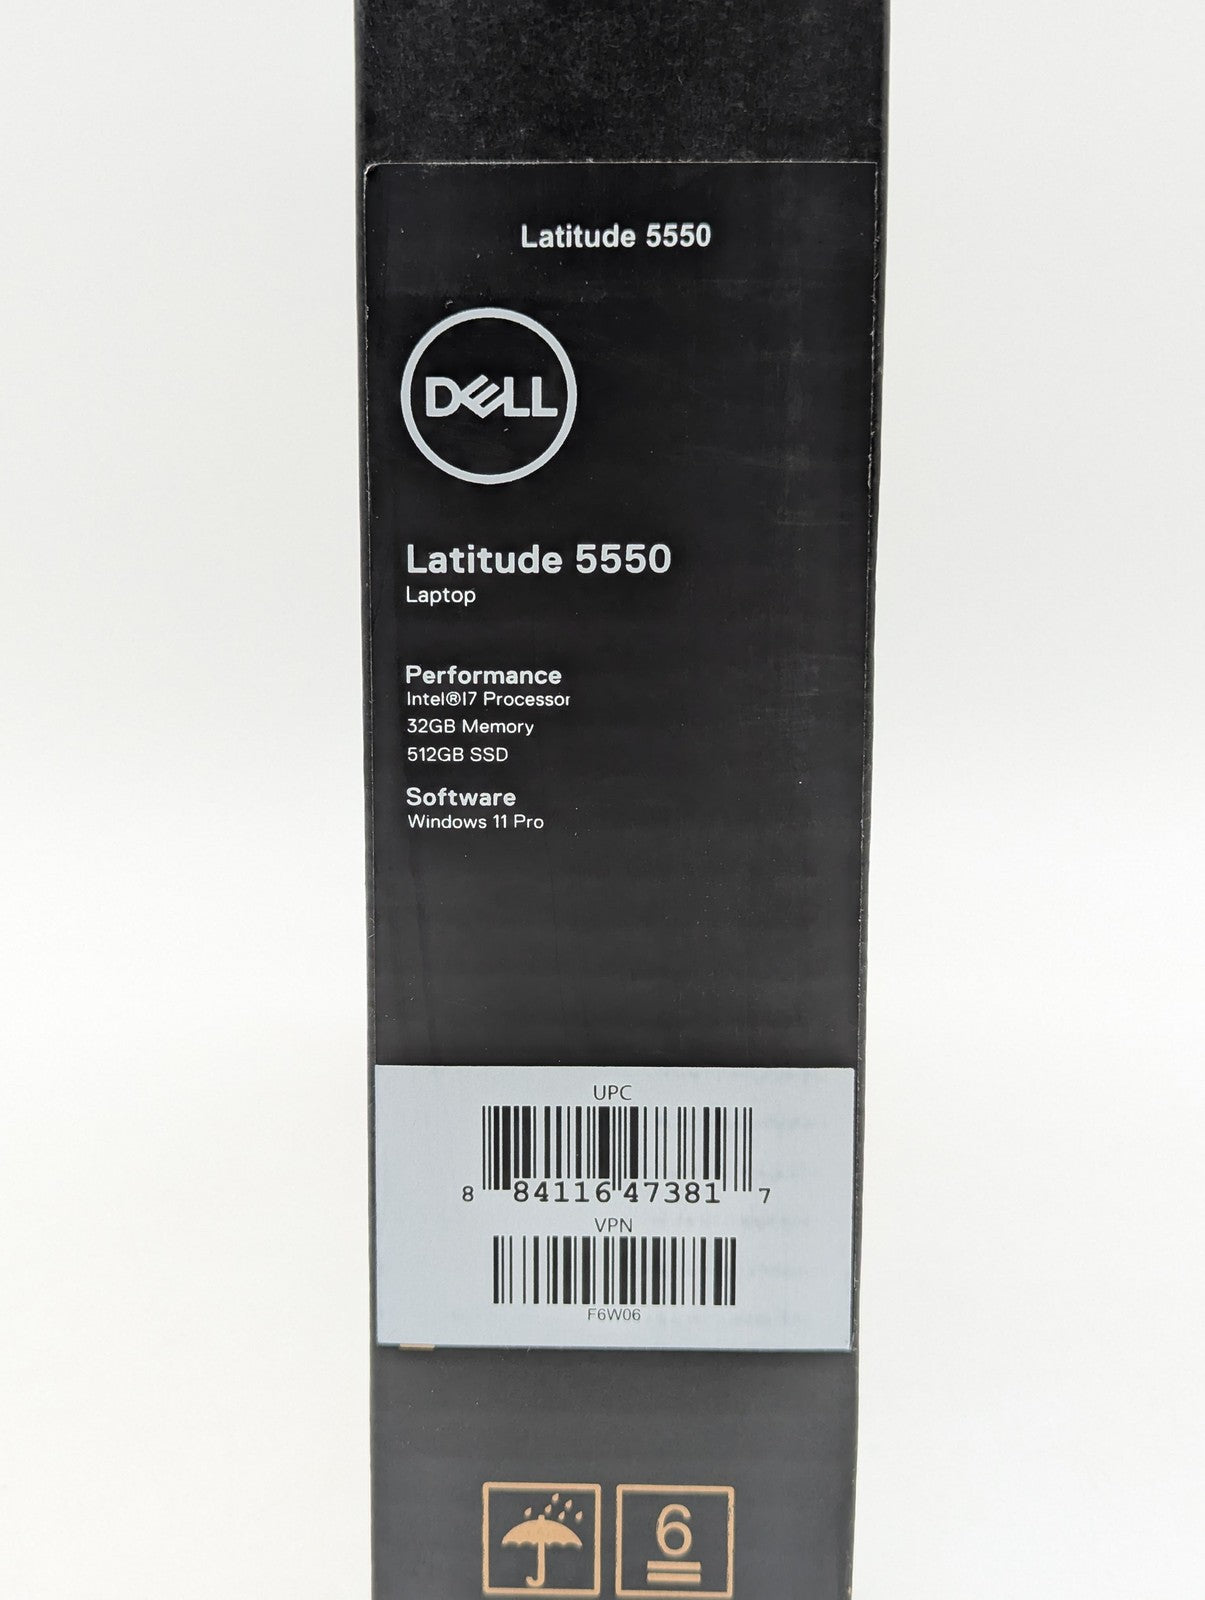 Latitude 5550
DELL
Latitude 5550
Laptop
Performance
Intel®I7 Processor
32GB Memory
512GB SSD
Software
Windows 11 Pro
UPC
8 84116 47381 7
VPN
F6W06
6